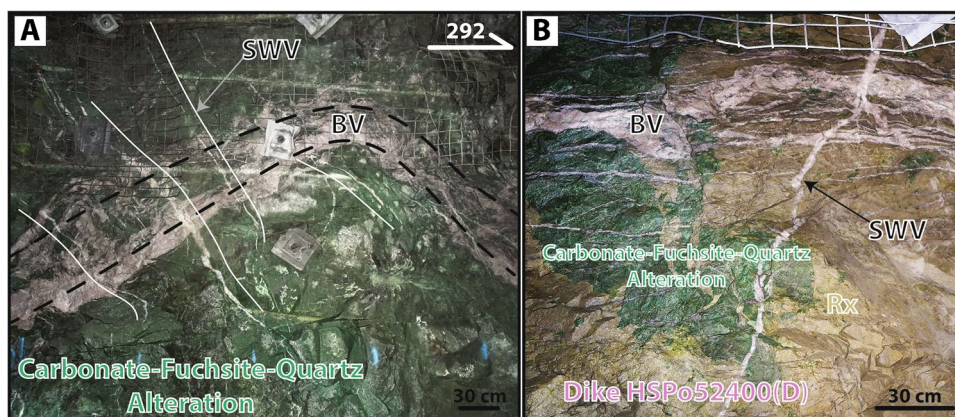 A
292
SWV
BV
Carbonate-Fuchsite-Quartz
Alteration
30 cm
B
BV
SWV
Carbonate-Fuchsite-Quartz
Alteration
Rx
Dike HSPo52400(D)
30 cm